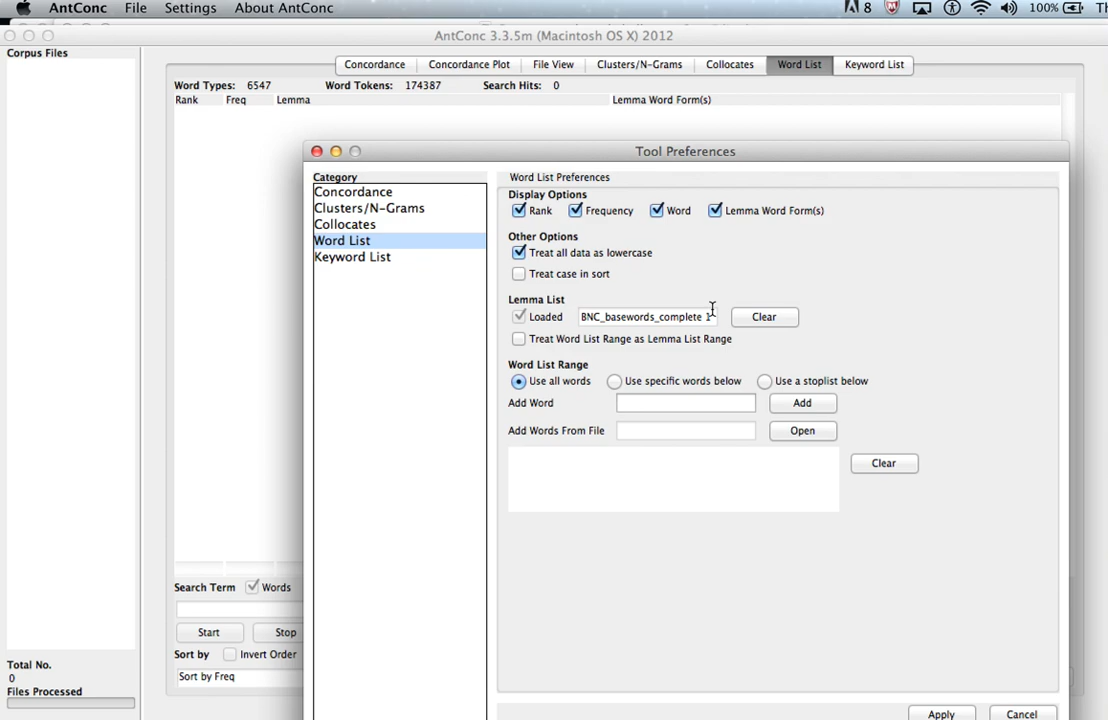 AntConc File Settings About AntConc 8 100% Th
AntConc 3.3.5m (Macintosh OS X) 2012
Corpus Files
Concordance Concordance Plot File View Clusters/N-Grams Collocates Word List Keyword List
Word Types: 6547 Word Tokens: 174387 Search Hits: 0
Rank Freq Lemma Lemma Word Form(s)
Tool Preferences
Category
Concordance
Clusters/N-Grams
Collocates
Word List
Keyword List
Word List Preferences
Display Options
Rank Frequency Word Lemma Word Form(s)
Other Options
Treat all data as lowercase
Treat case in sort
Lemma List
Loaded BNC_basewords_complete 1 Clear
Treat Word List Range as Lemma List Range
Word List Range
Use all words Use specific words below Use a stoplist below
Add Word Add
Add Words From File Open
Clear
Apply Cancel
Search Term Words
Start Stop
Sort by Invert Order
Sort by Freq
Total No.
0
Files Processed